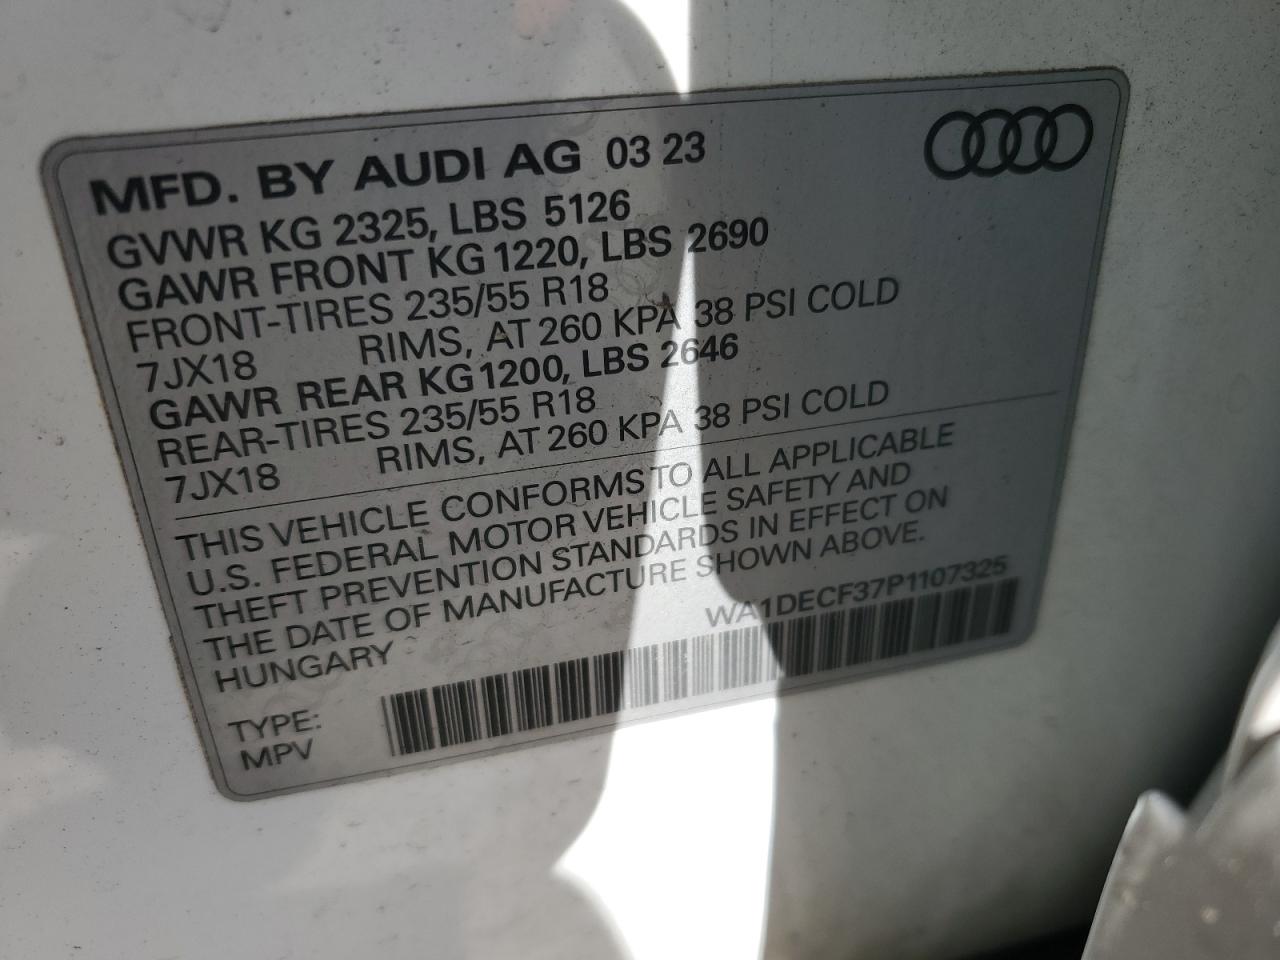 MFD. BY AUDI AG 03 23
GVWR KG 2325, LBS 5126
GAWR FRONT KG 1220, LBS 2690
FRONT-TIRES 235/55 R18
7JX18 RIMS, AT 260 KPA 38 PSI COLD
GAWR REAR KG 1200, LBS 2646
REAR-TIRES 235/55 R18
7JX18 RIMS, AT 260 KPA 38 PSI COLD
THIS VEHICLE CONFORMS TO ALL APPLICABLE
U.S. FEDERAL MOTOR VEHICLE SAFETY AND
THEFT PREVENTION STANDARDS IN EFFECT ON
THE DATE OF MANUFACTURE SHOWN ABOVE.
HUNGARY
WA1DECF37P1107325
TYPE:
MPV